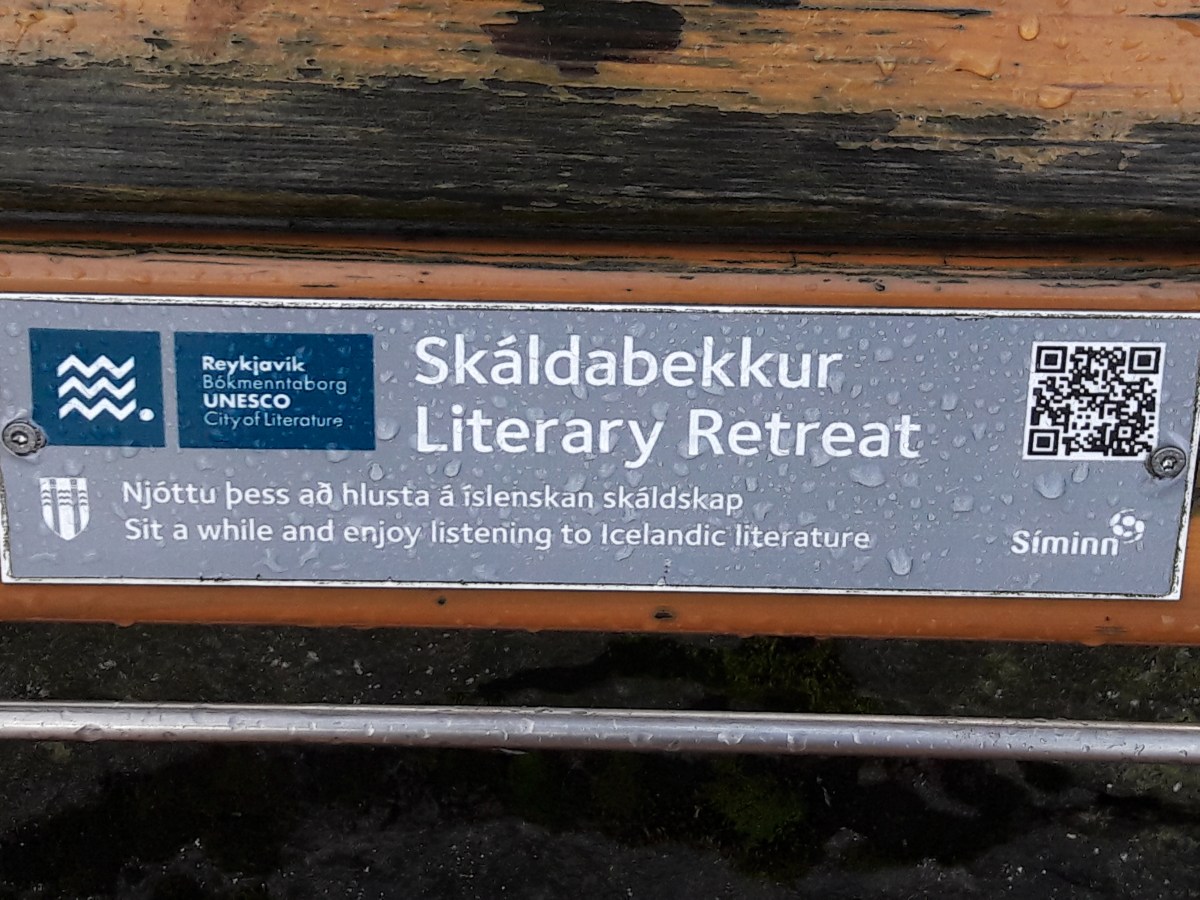 Reykjavík
Bókmenntaborg
UNESCO
City of Literature
Skáldabekkur
Literary Retreat
Njóttu þess að hlusta á íslenskan skáldskap
Sit a while and enjoy listening to Icelandic literature
Síminn